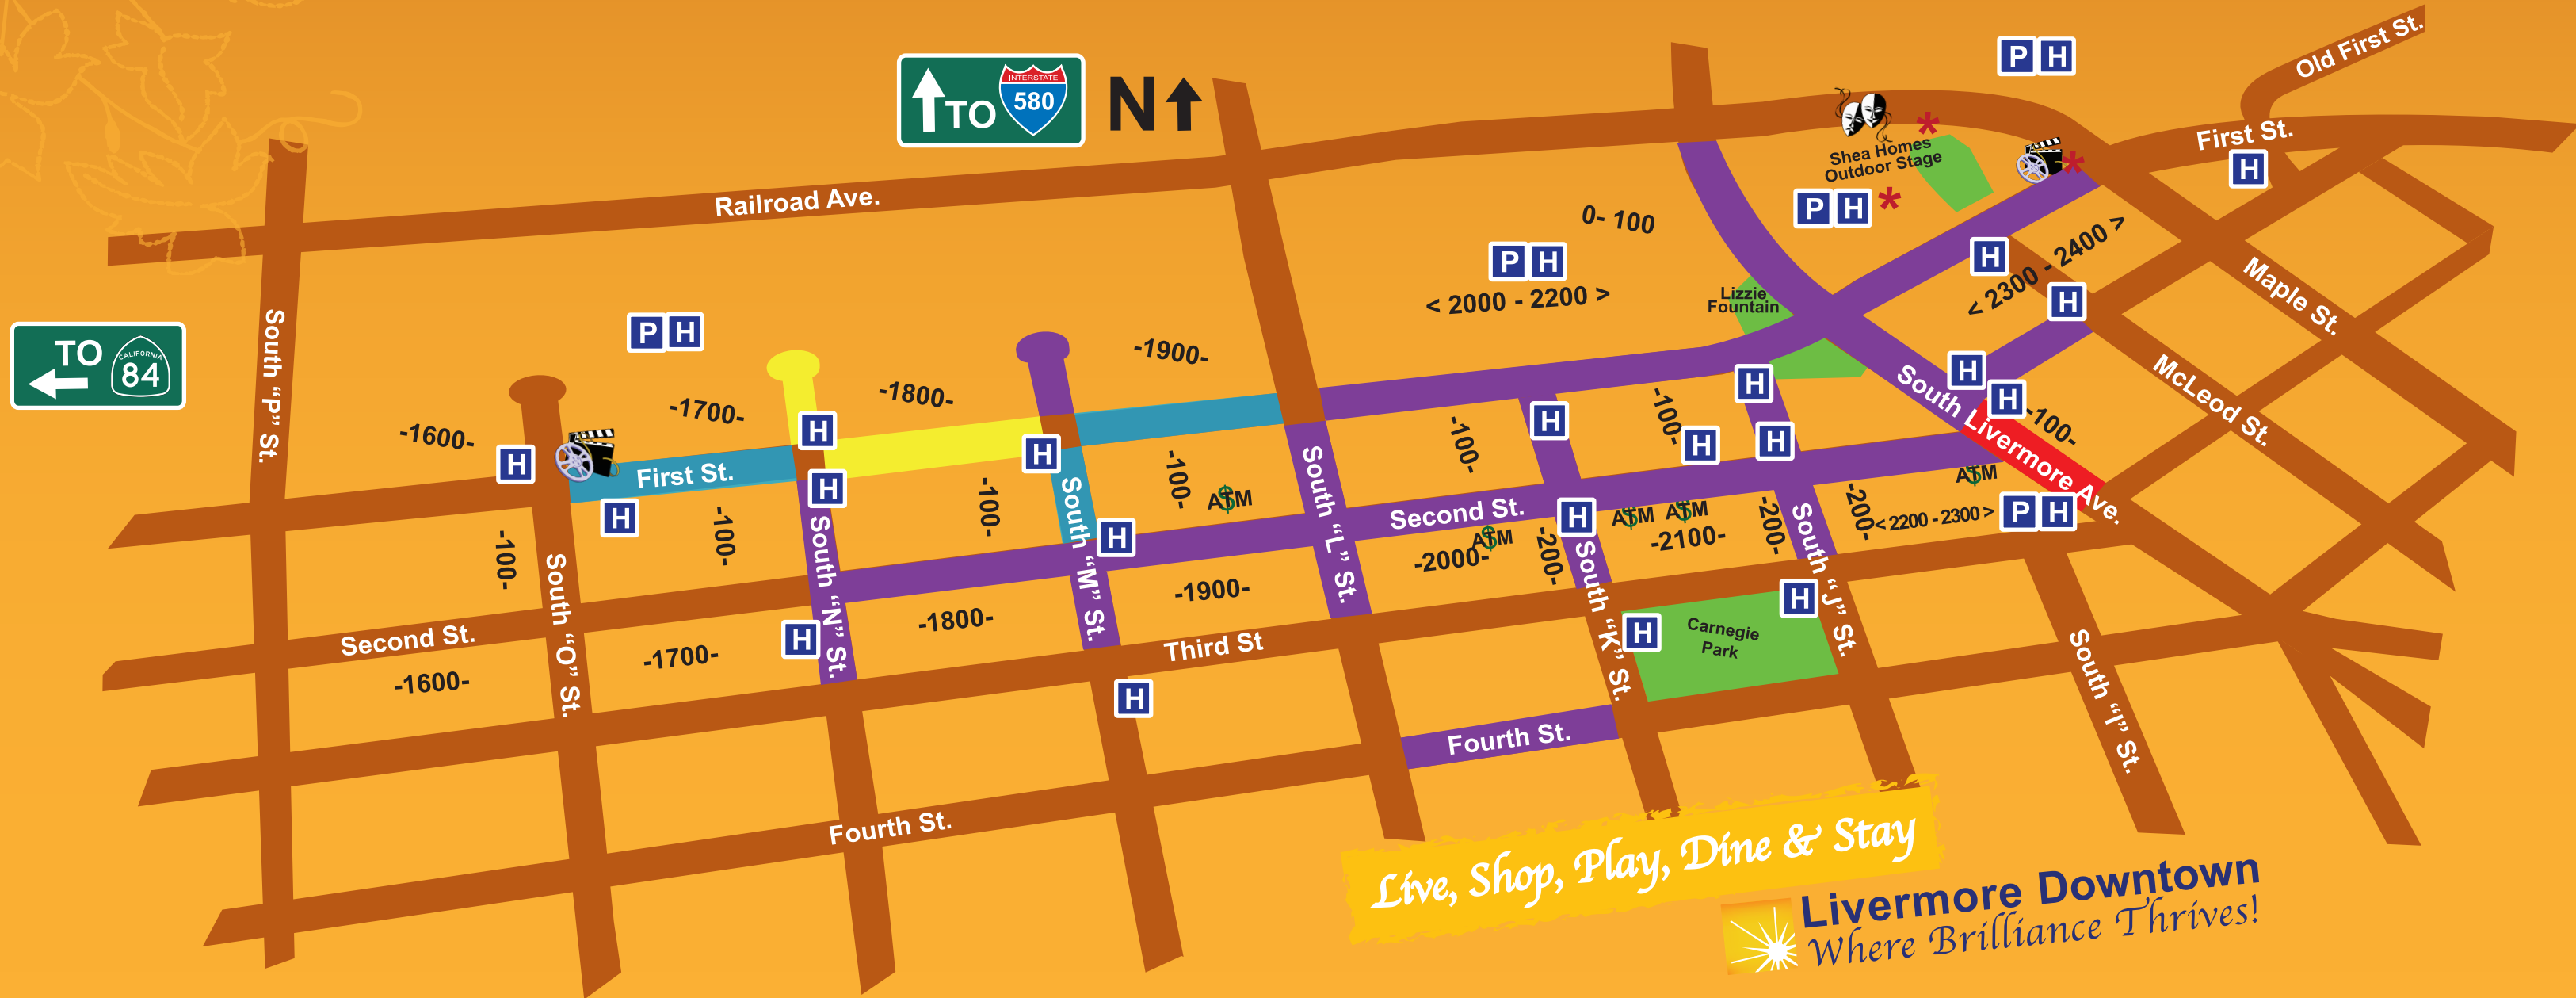 Old First St.
P H
INTERSTATE
TO 580
N
First St.
H
Shea Homes
Outdoor Stage
*
*
P H *
Railroad Ave.
0- 100
P H
< 2000 - 2200 >
Lizzie
Fountain
H
< 2300 - 2400 >
H
Maple St.
TO
CALIFORNIA
84
South "P" St.
P H
-1600-
-1700-
-1800-
-1900-
H
H
First St.
H
H
H
H
-100-
-100-
-100-
-100-
ATM
South "L" St.
-100-
H
-100-
H
H
H
H
H
-100-
South Livermore Ave.
McLeod St.
ATM
P H
< 2200 - 2300 >
-200-
-200-
-200-
ATM
ATM
ATM
H
Second St.
-2000-
-2100-
South "O" St.
South "N" St.
South "M" St.
H
South "K" St.
South "J" St.
South "I" St.
Second St.
-1600-
-1700-
H
-1800-
-1900-
Third St
H
H
H
Carnegie
Park
Fourth St.
Fourth St.
Live, Shop, Play, Dine & Stay
Livermore Downtown
Where Brilliance Thrives!